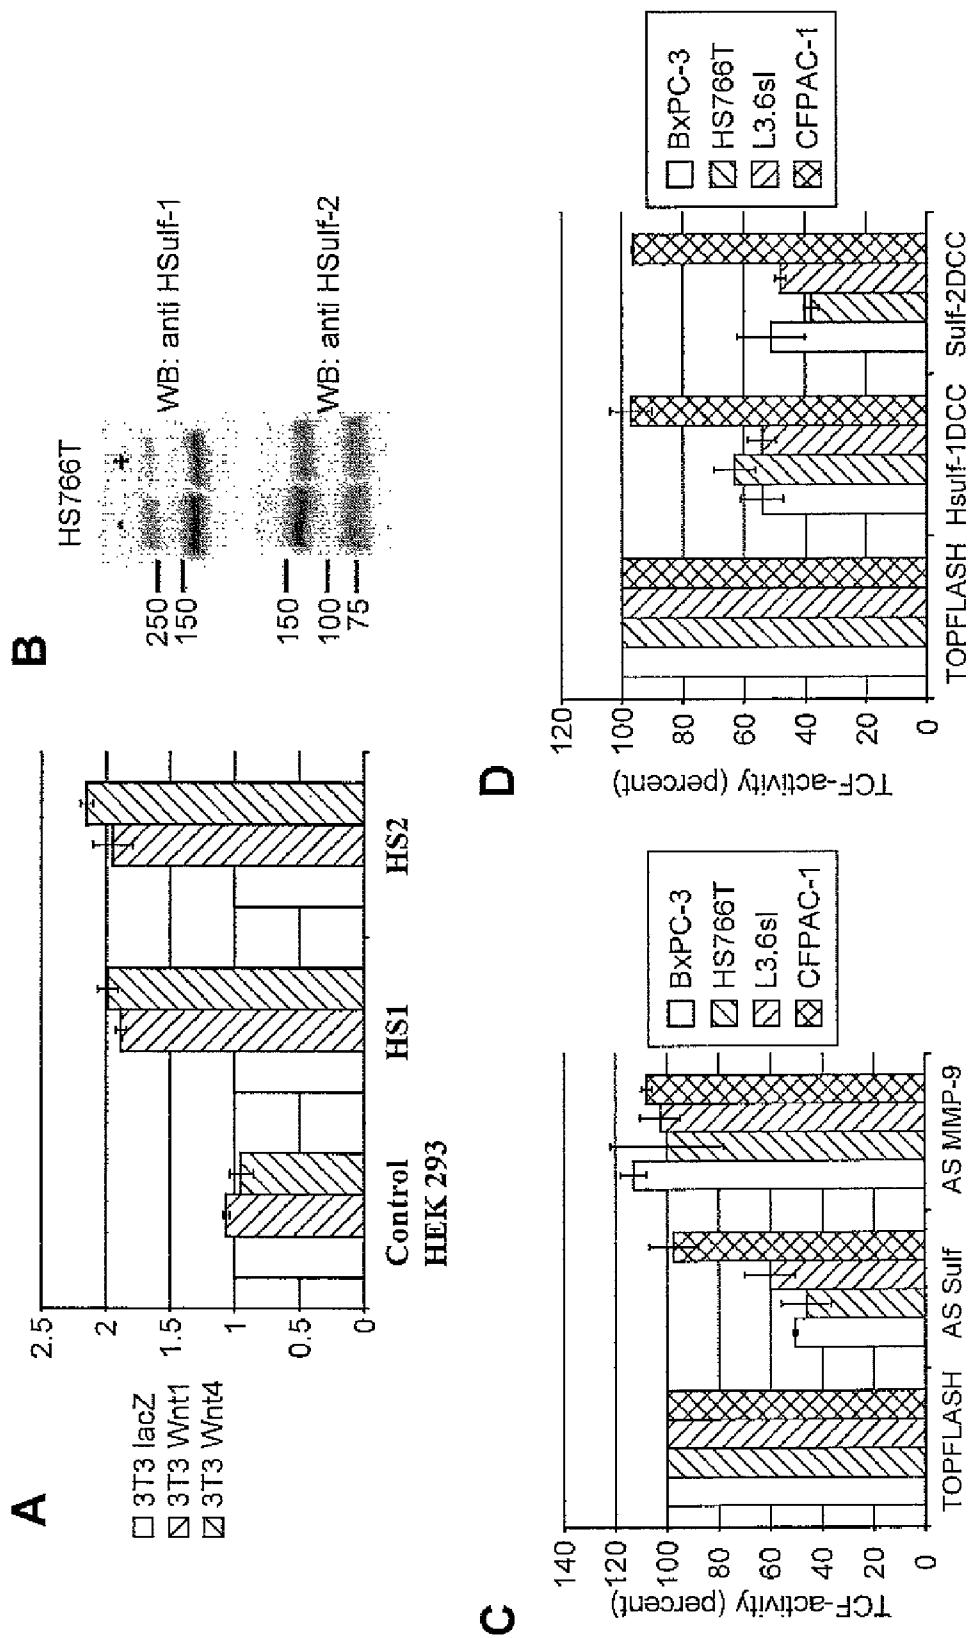 A
3T3 lacZ
3T3 Wnt1
3T3 Wnt4
2.5
2
1.5
1
0.5
0
Control
HEK 293
HS1
HS2
B
HS766T
- +
250
150
WB: anti HSulf-1
150
100
75
WB: anti HSulf-2
C
TCF-activity (percent)
140
120
100
80
60
40
20
0
TOPFLASH AS Sulf AS MMP-9
BxPC-3
HS766T
L3.6sl
CFPAC-1
D
TCF-activity (percent)
120
100
80
60
40
20
0
TOPFLASH Hsulf-1DCC Sulf-2DCC
BxPC-3
HS766T
L3.6sl
CFPAC-1